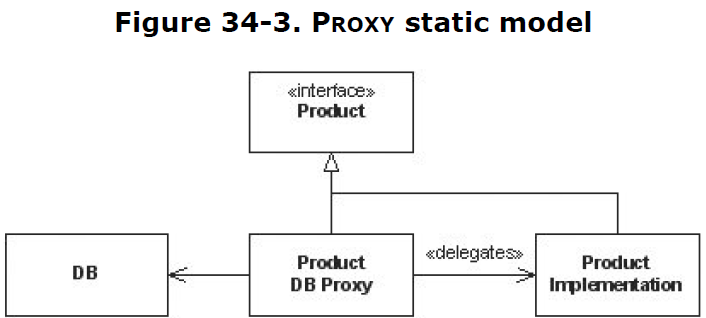 Figure 34-3. PROXY static model
«interface»
Product
DB
Product
DB Proxy
«delegates»
Product
Implementation